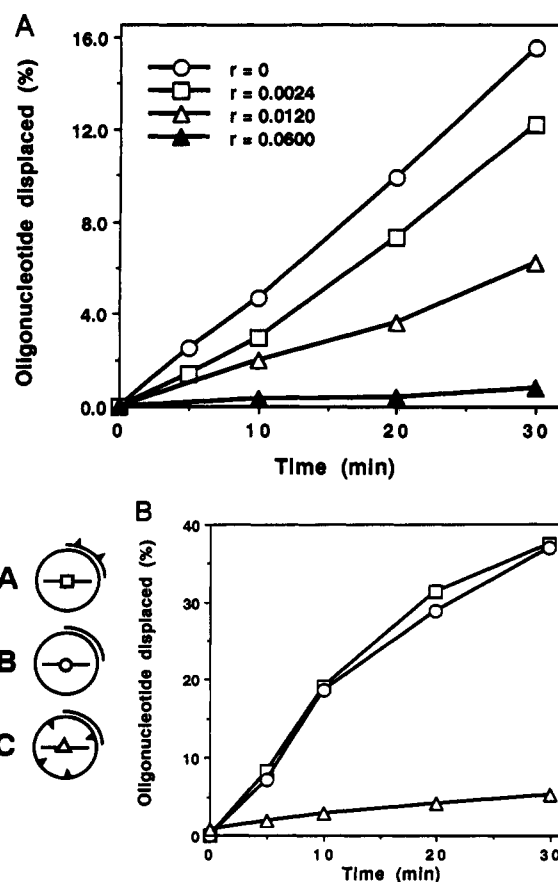 A
Oligonucleotide displaced (%)
16.0
12.0
8.0
4.0
0.0
r = 0
r = 0.0024
r = 0.0120
r = 0.0600
0 10 20 30
Time (min)
A
B
C
B
Oligonucleotide displaced (%)
40
30
20
10
0
0 10 20 30
Time (min)